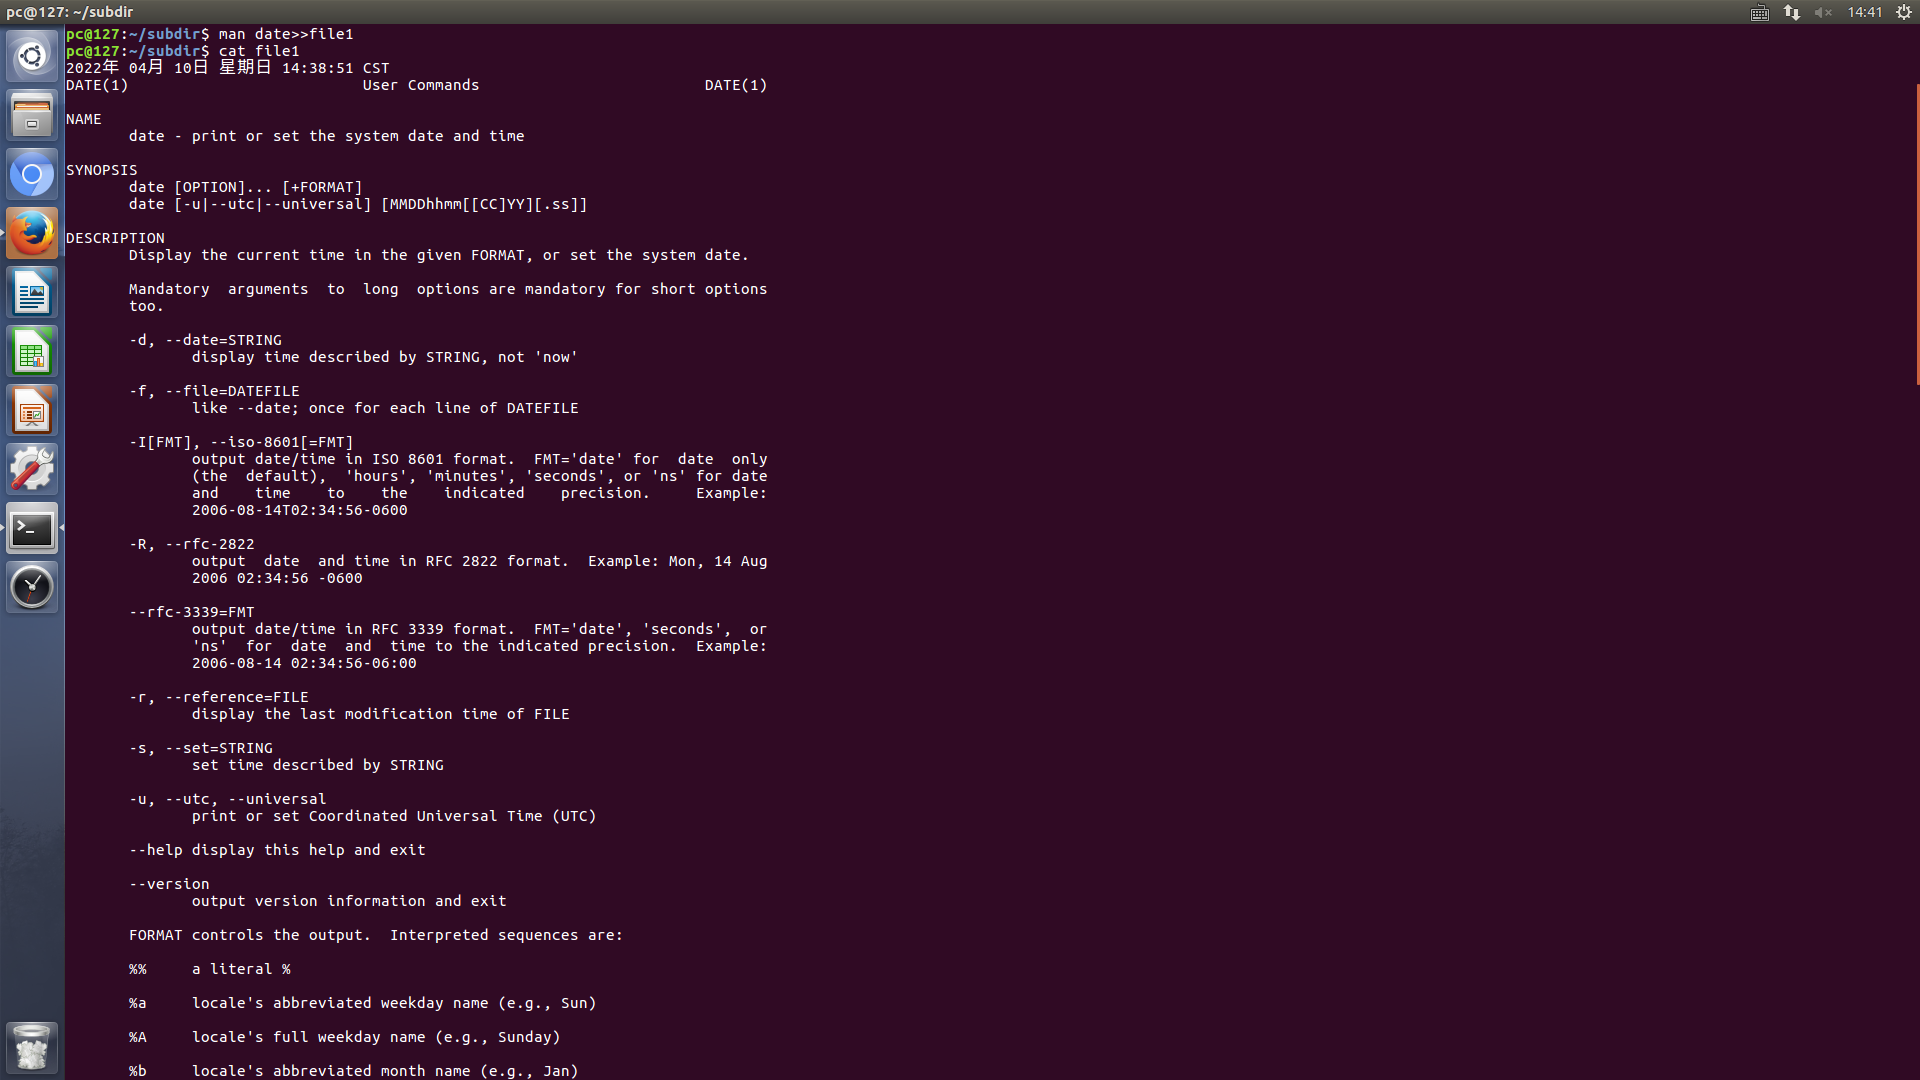 pc@127: ~/subdir
14:41
pc@127:~/subdir$ man date>>file1
pc@127:~/subdir$ cat file1
2022年 04月 10日 星期日 14:38:51 CST
DATE(1)                          User Commands                         DATE(1)
NAME
       date - print or set the system date and time
SYNOPSIS
       date [OPTION]... [+FORMAT]
       date [-u|--utc|--universal] [MMDDhhmm[[CC]YY][.ss]]
DESCRIPTION
       Display the current time in the given FORMAT, or set the system date.
       Mandatory  arguments  to  long  options are mandatory for short options
       too.
       -d, --date=STRING
              display time described by STRING, not 'now'
       -f, --file=DATEFILE
              like --date; once for each line of DATEFILE
       -I[FMT], --iso-8601[=FMT]
              output date/time in ISO 8601 format.  FMT='date' for  date  only
              (the  default),  'hours', 'minutes', 'seconds', or 'ns' for date
              and    time    to    the    indicated    precision.     Example:
              2006-08-14T02:34:56-0600
       -R, --rfc-2822
              output  date  and time in RFC 2822 format.  Example: Mon, 14 Aug
              2006 02:34:56 -0600
       --rfc-3339=FMT
              output date/time in RFC 3339 format.  FMT='date', 'seconds',  or
              'ns'  for  date  and  time to the indicated precision.  Example:
              2006-08-14 02:34:56-06:00
       -r, --reference=FILE
              display the last modification time of FILE
       -s, --set=STRING
              set time described by STRING
       -u, --utc, --universal
              print or set Coordinated Universal Time (UTC)
       --help display this help and exit
       --version
              output version information and exit
       FORMAT controls the output.  Interpreted sequences are:
       %%     a literal %
       %a     locale's abbreviated weekday name (e.g., Sun)
       %A     locale's full weekday name (e.g., Sunday)
       %b     locale's abbreviated month name (e.g., Jan)